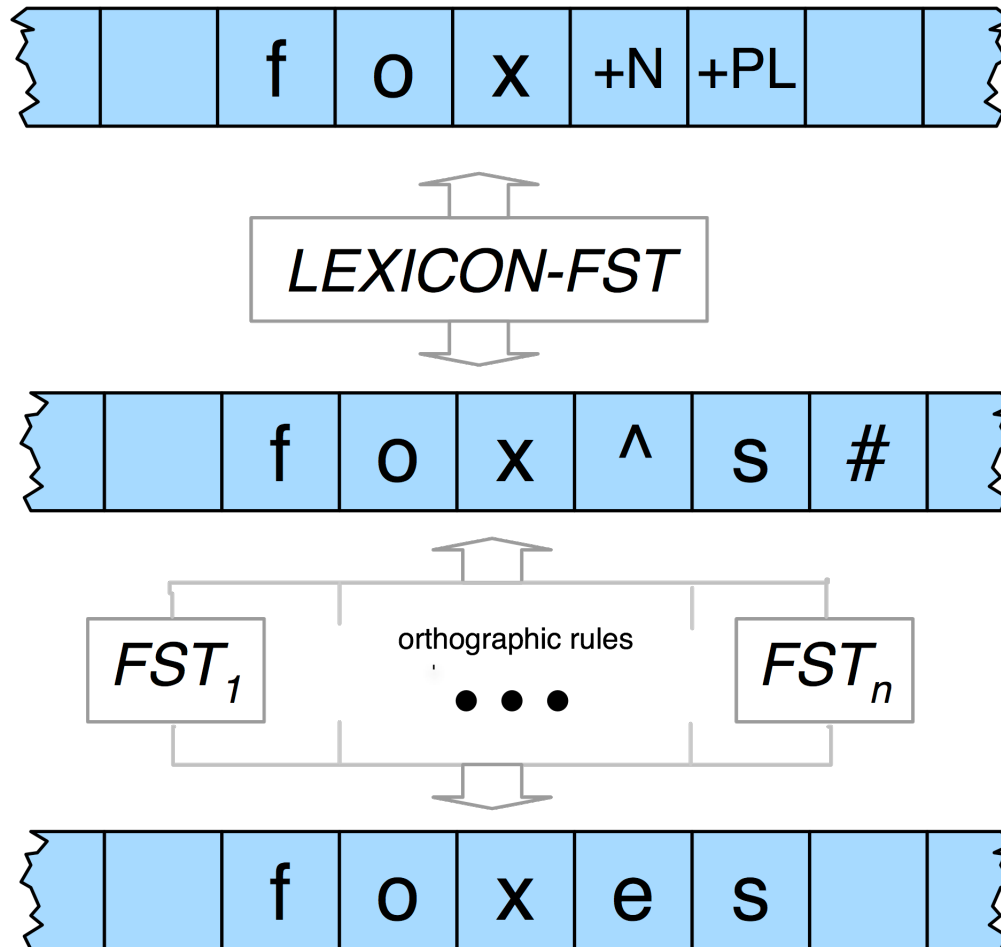 f o x +N +PL
LEXICON-FST
f o x ^ s #
orthographic rules
FST1 FSTn
f o x e s